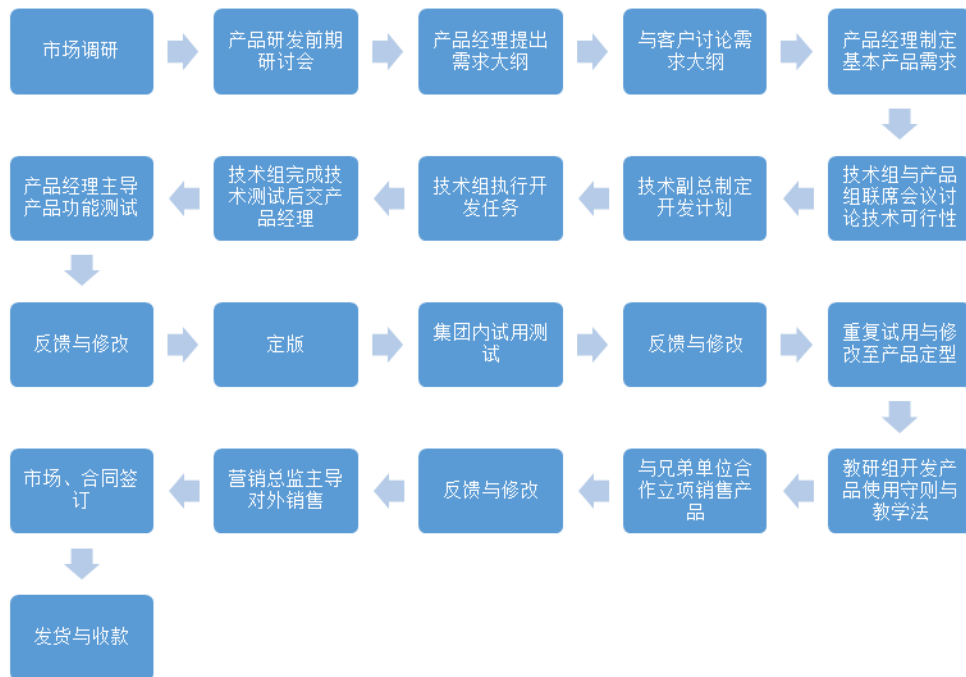 市场调研
产品研发前期
研讨会
产品经理提出
需求大纲
与客户讨论需
求大纲
产品经理制定
基本产品需求
技术组与产品
组联席会议讨
论技术可行性
技术副总制定
开发计划
技术组执行开
发任务
技术组完成技
术测试后交产
品经理
产品经理主导
产品功能测试
反馈与修改
定版
集团内试用测
试
反馈与修改
重复试用与修
改至产品定型
教研组开发产
品使用守则与
教学法
与兄弟单位合
作立项销售产
品
反馈与修改
营销总监主导
对外销售
市场、合同签
订
发货与收款